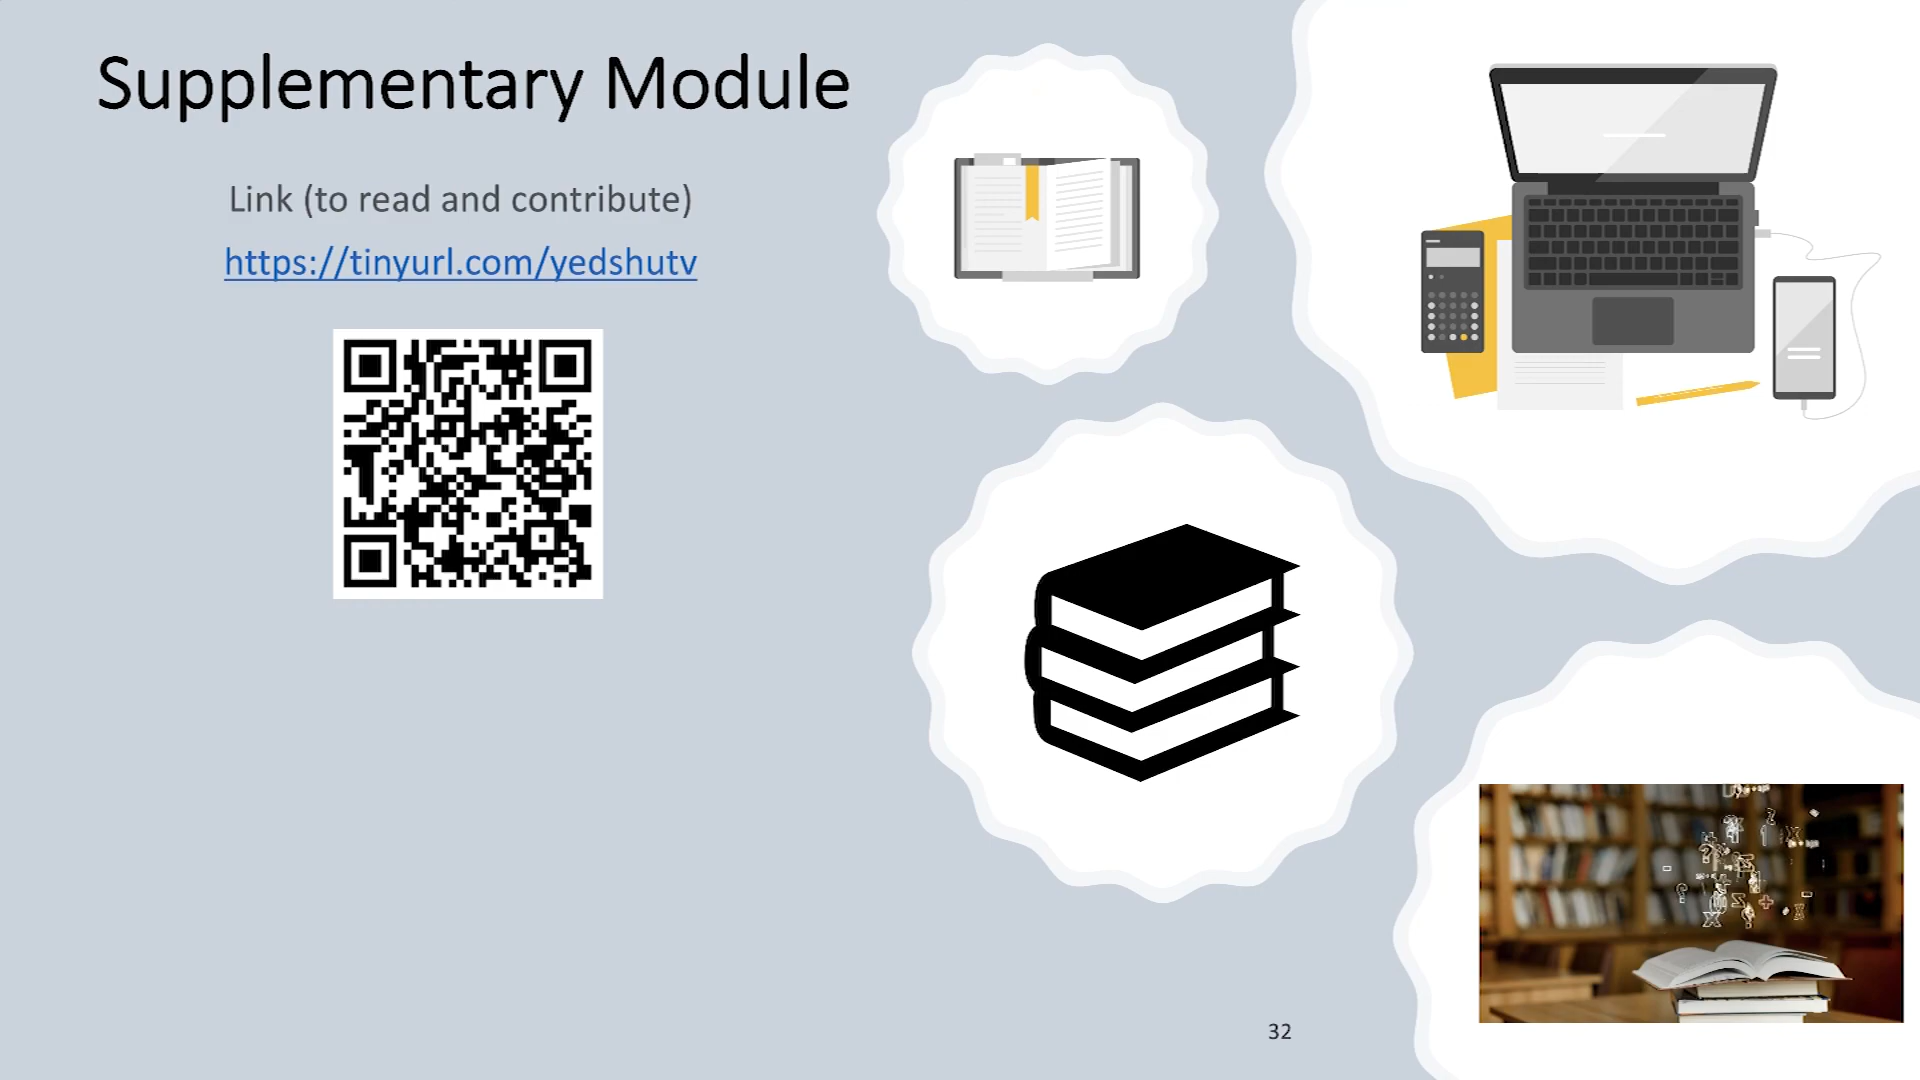 Supplementary Module
Link (to read and contribute)
https://tinyurl.com/yedshutv
32